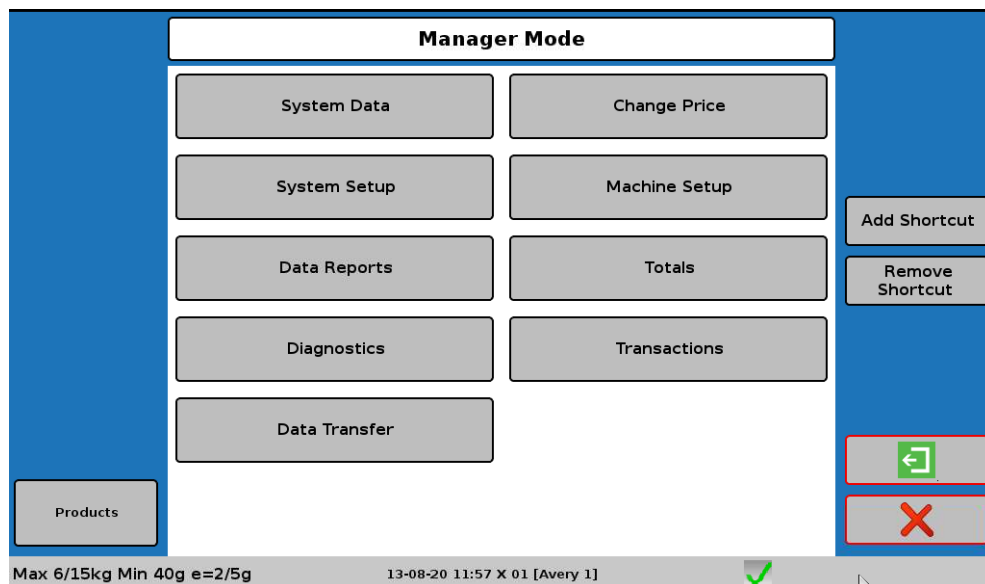 Manager Mode
System Data
Change Price
System Setup
Machine Setup
Add Shortcut
Data Reports
Totals
Remove
Shortcut
Diagnostics
Transactions
Data Transfer
Products
Max 6/15kg Min 40g e=2/5g
13-08-20 11:57 X 01 [Avery 1]